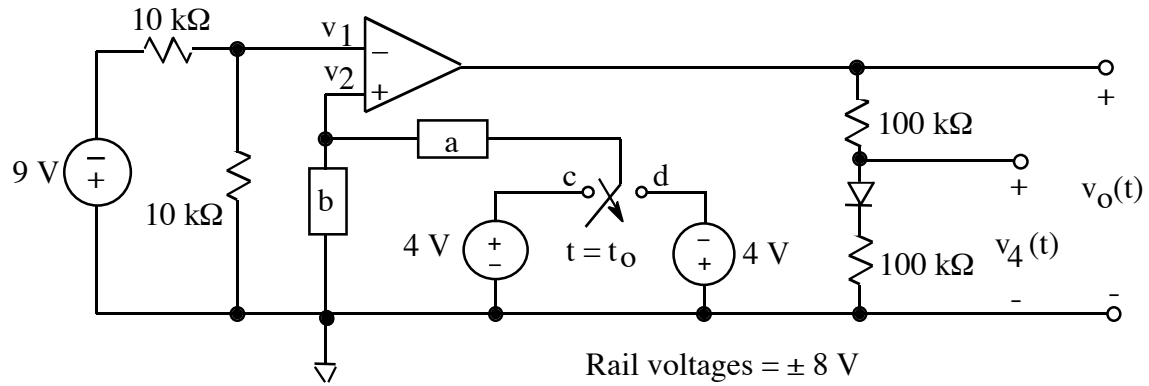 10 kΩ
v1
−
v2
+
100 kΩ
+
a
9 V
−
+
c
d
+
vo(t)
b
10 kΩ
4 V
+
−
t = to
−
+
4 V
v4 (t)
100 kΩ
-
-
Rail voltages = ± 8 V